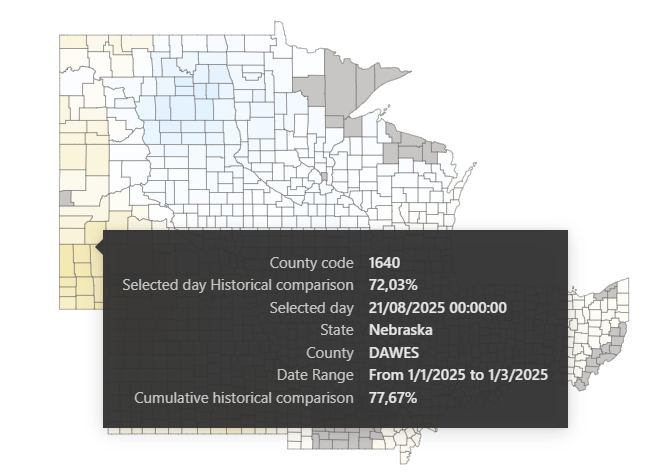 County code 1640
Selected day Historical comparison 72,03%
Selected day 21/08/2025 00:00:00
State Nebraska
County DAWES
Date Range From 1/1/2025 to 1/3/2025
Cumulative historical comparison 77,67%